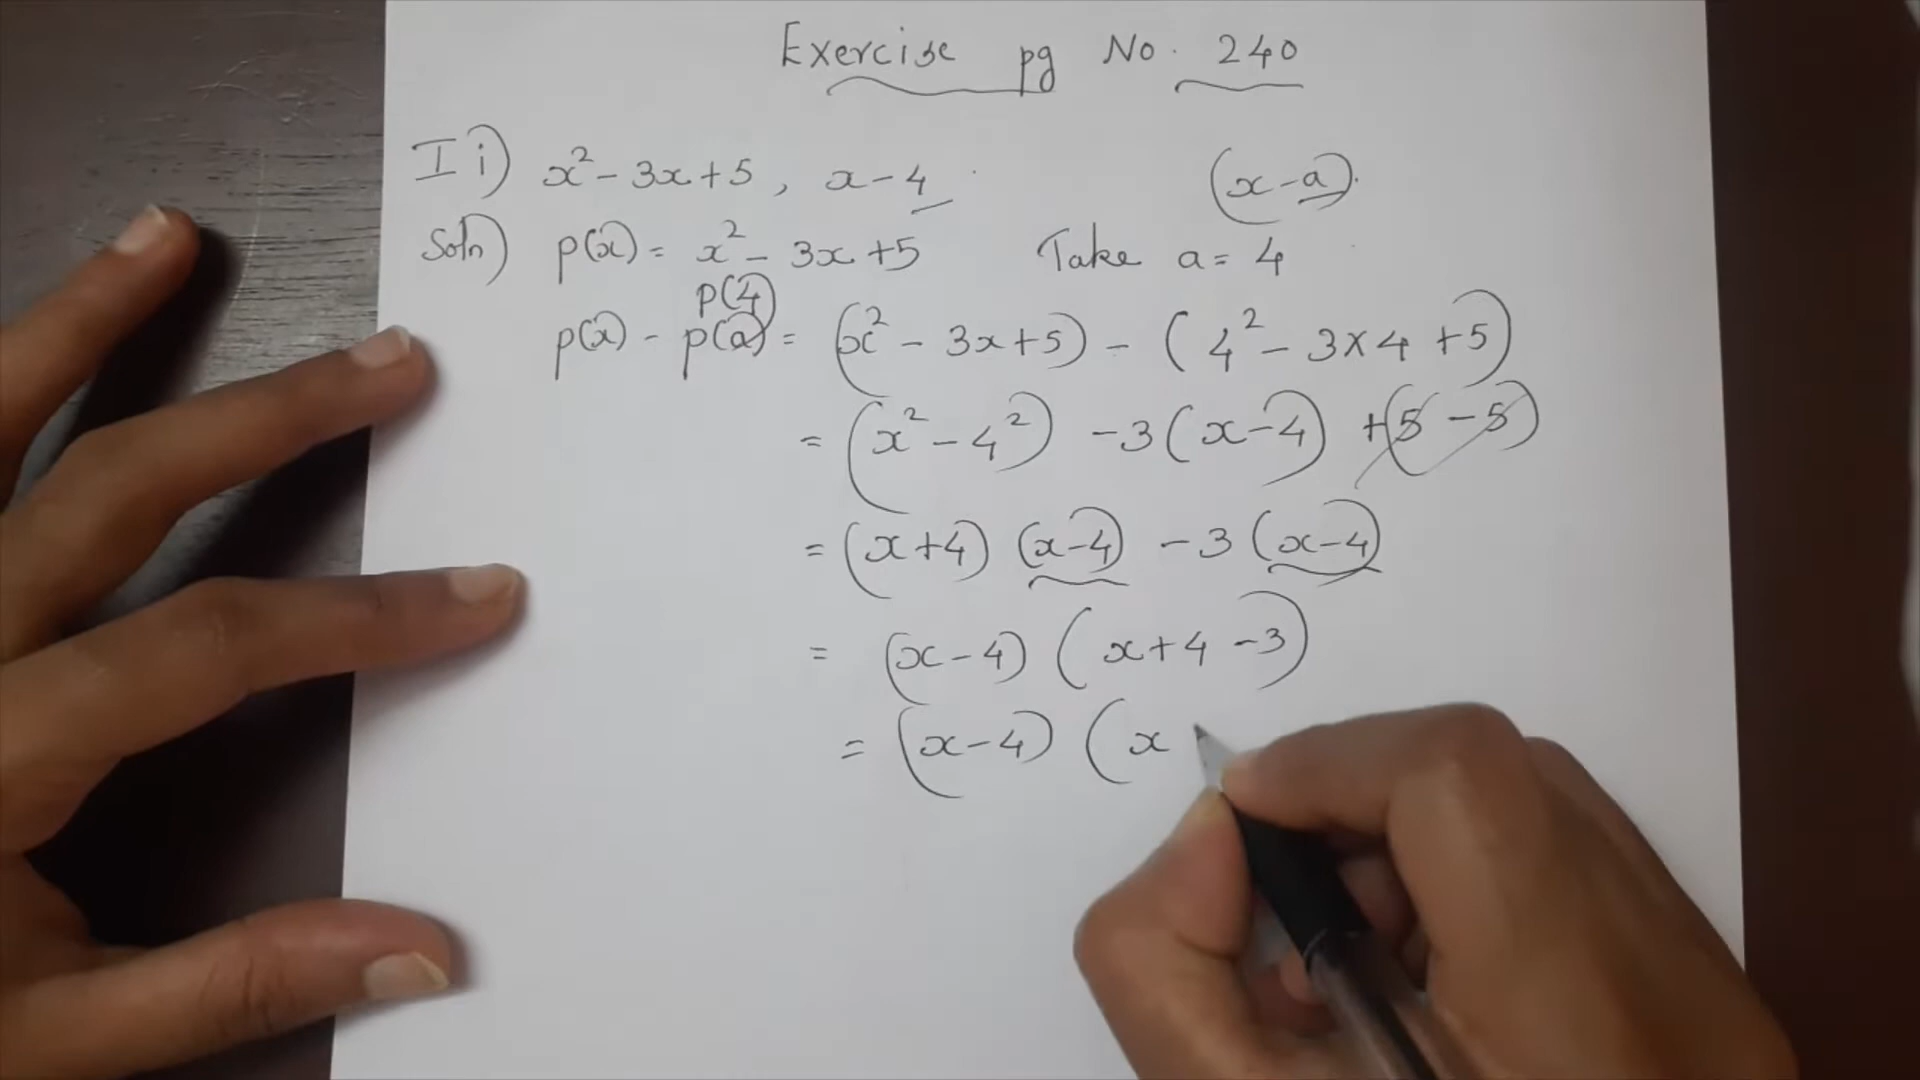 Exercise pg No. 240
I i) x² - 3x + 5 , x - 4 (x - a).
Soln) p(x) = x² - 3x + 5 Take a = 4
p(4)
p(x) - p(a) = (x² - 3x + 5) - (4² - 3 x 4 + 5)
= (x² - 4²) - 3 (x - 4) + (5 - 5)
= (x + 4) (x - 4) - 3 (x - 4)
= (x - 4) (x + 4 - 3)
= (x - 4) (x